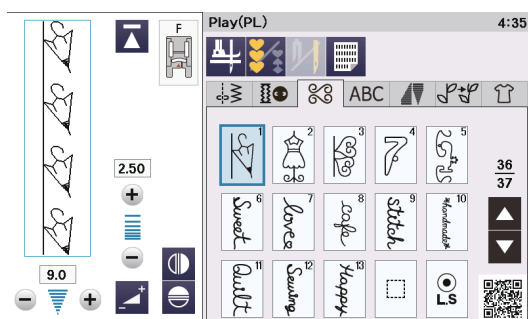 Play(PL)
4:35
F
ABC
1
2
3
4
5
2.50
36
37
Sweet
6
love
7
cafe
8
stitch
9
*handmade*
10
9.0
Quilt
11
Sewing
12
Happy
13
L.S